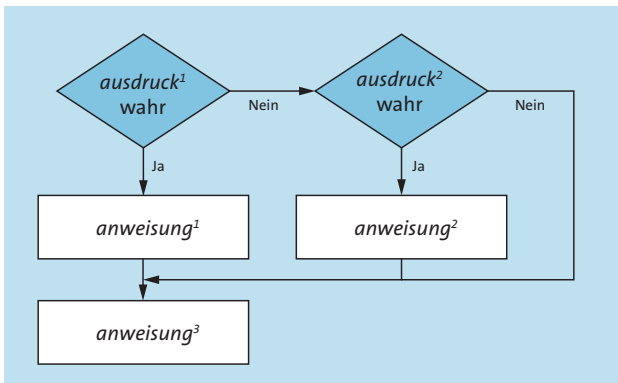 ausdruck¹
wahr
Nein
ausdruck²
wahr
Nein
Ja
Ja
anweisung¹
anweisung²
anweisung³